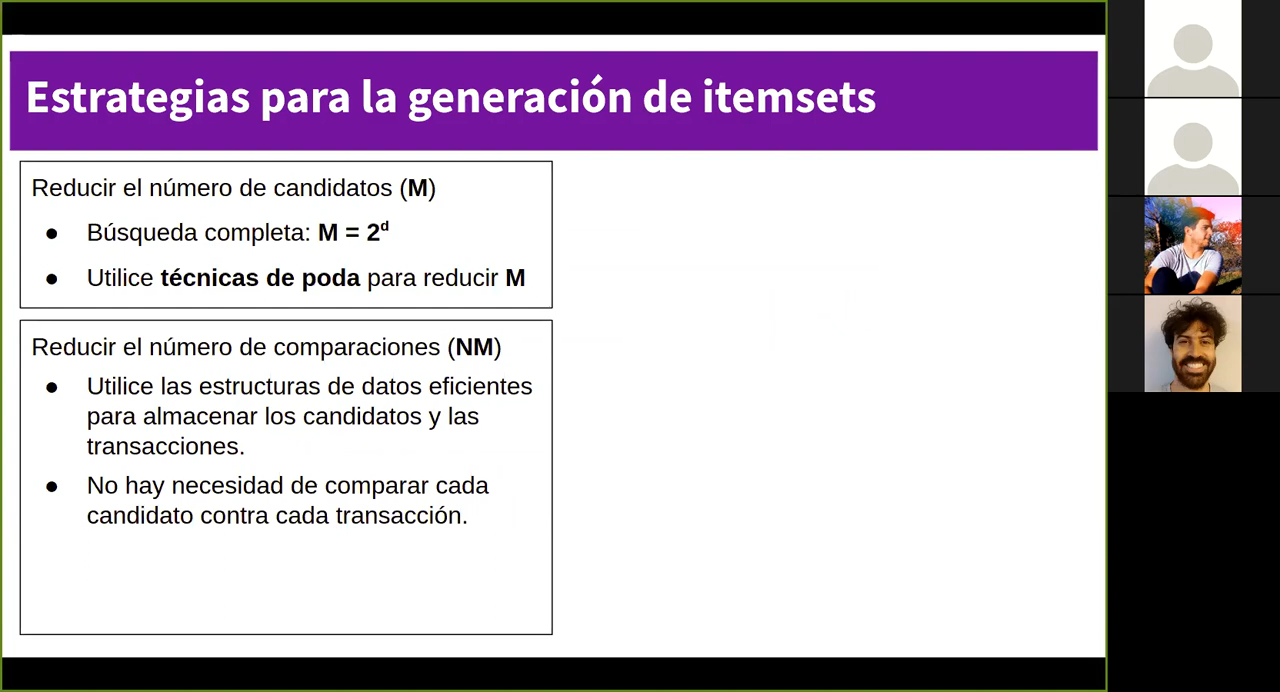 Estrategias para la generación de itemsets
Reducir el número de candidatos (M)
● Búsqueda completa: M = 2ᵈ
● Utilice técnicas de poda para reducir M
Reducir el número de comparaciones (NM)
● Utilice las estructuras de datos eficientes
para almacenar los candidatos y las
transacciones.
● No hay necesidad de comparar cada
candidato contra cada transacción.